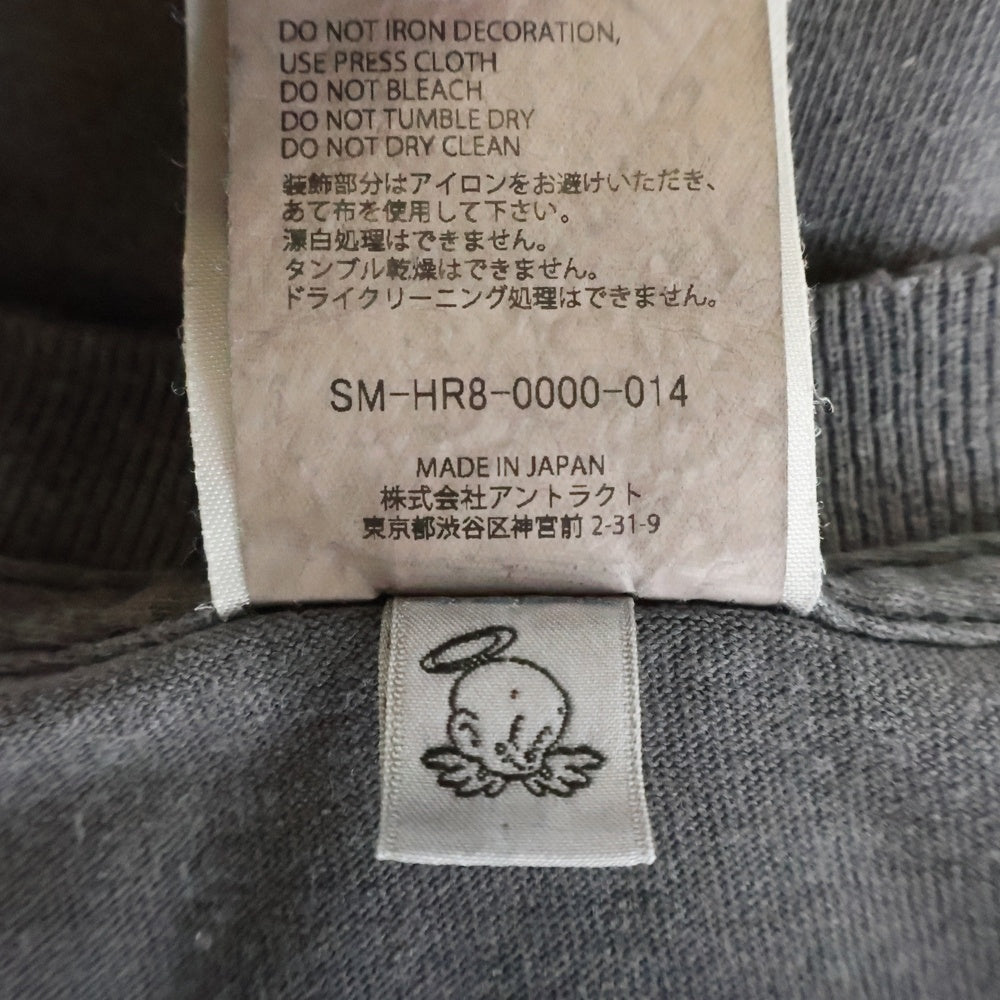 DO NOT IRON DECORATION,
USE PRESS CLOTH
DO NOT BLEACH
DO NOT TUMBLE DRY
DO NOT DRY CLEAN
装飾部分はアイロンをお避けいただき、
あて布を使用して下さい。
漂白処理はできません。
タンブル乾燥はできません。
ドライクリーニング処理はできません。
SM-HR8-0000-014
MADE IN JAPAN
株式会社アントラクト
東京都渋谷区神宮前 2-31-9